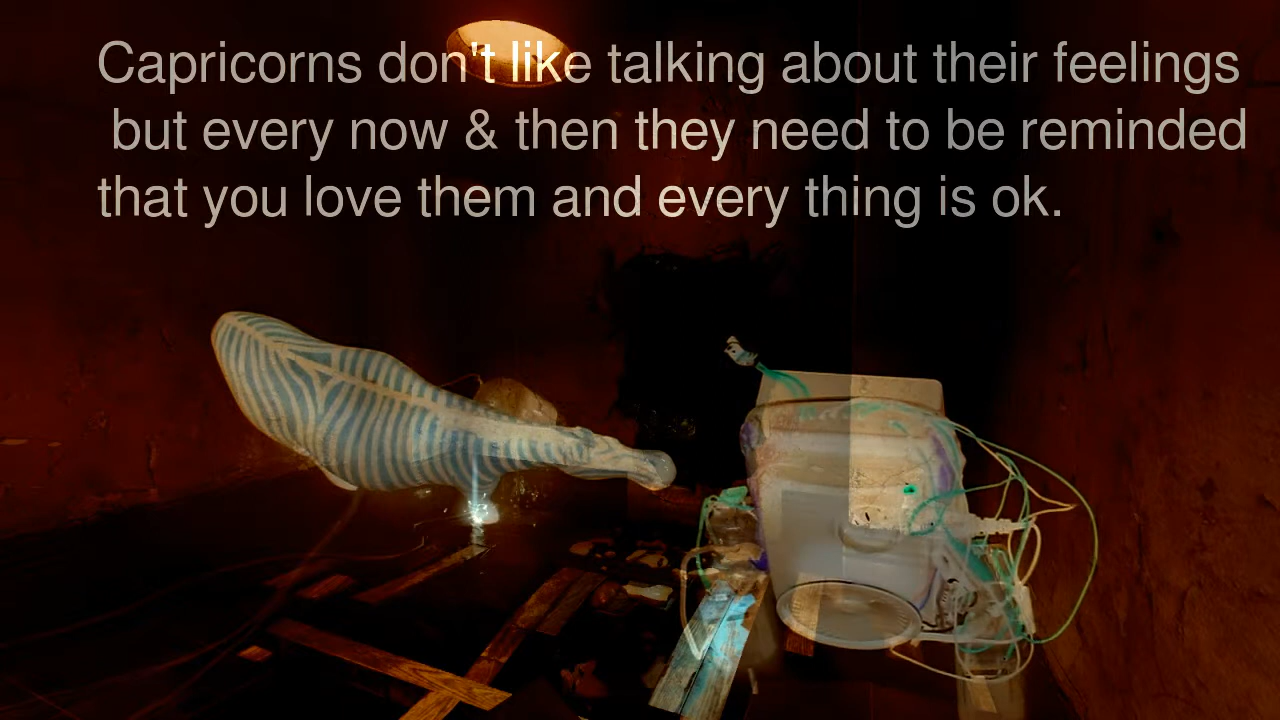 Capricorns don't like talking about their feelings
but every now & then they need to be reminded
that you love them and every thing is ok.